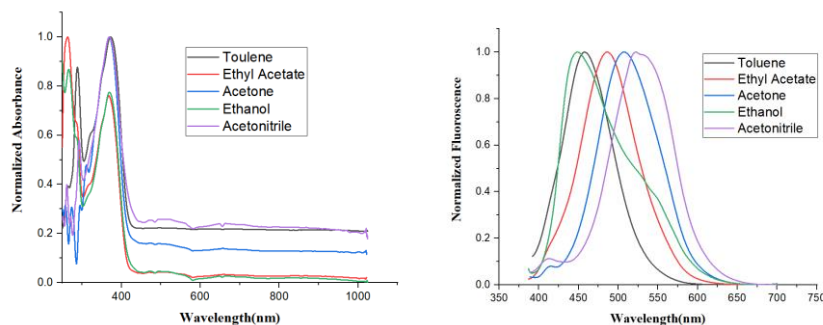 Normalized Absorbance
1.0
0.8
0.6
0.4
0.2
0.0
400
600
800
1000
Wavelength(nm)
Toulene
Ethyl Acetate
Acetone
Ethanol
Acetonitrile
Normalized Fluorescence
1.0
0.8
0.6
0.4
0.2
0.0
350
400
450
500
550
600
650
700
750
Wavelength(nm)
Toluene
Ethyl Acetate
Acetone
Ethanol
Acetonitrile